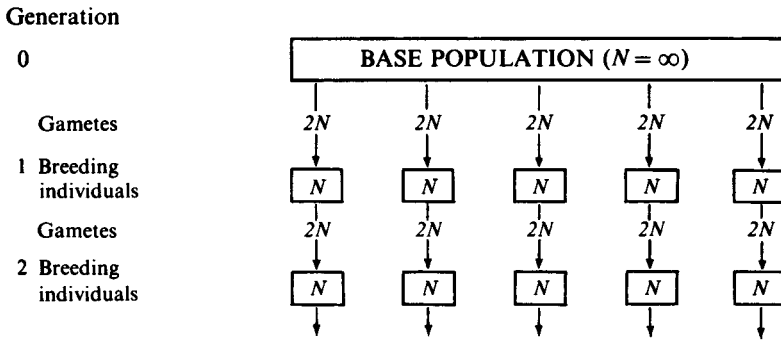 Generation
0 BASE POPULATION (N = ∞)
Gametes 2N 2N 2N 2N 2N
1 Breeding
individuals N N N N N
Gametes 2N 2N 2N 2N 2N
2 Breeding
individuals N N N N N